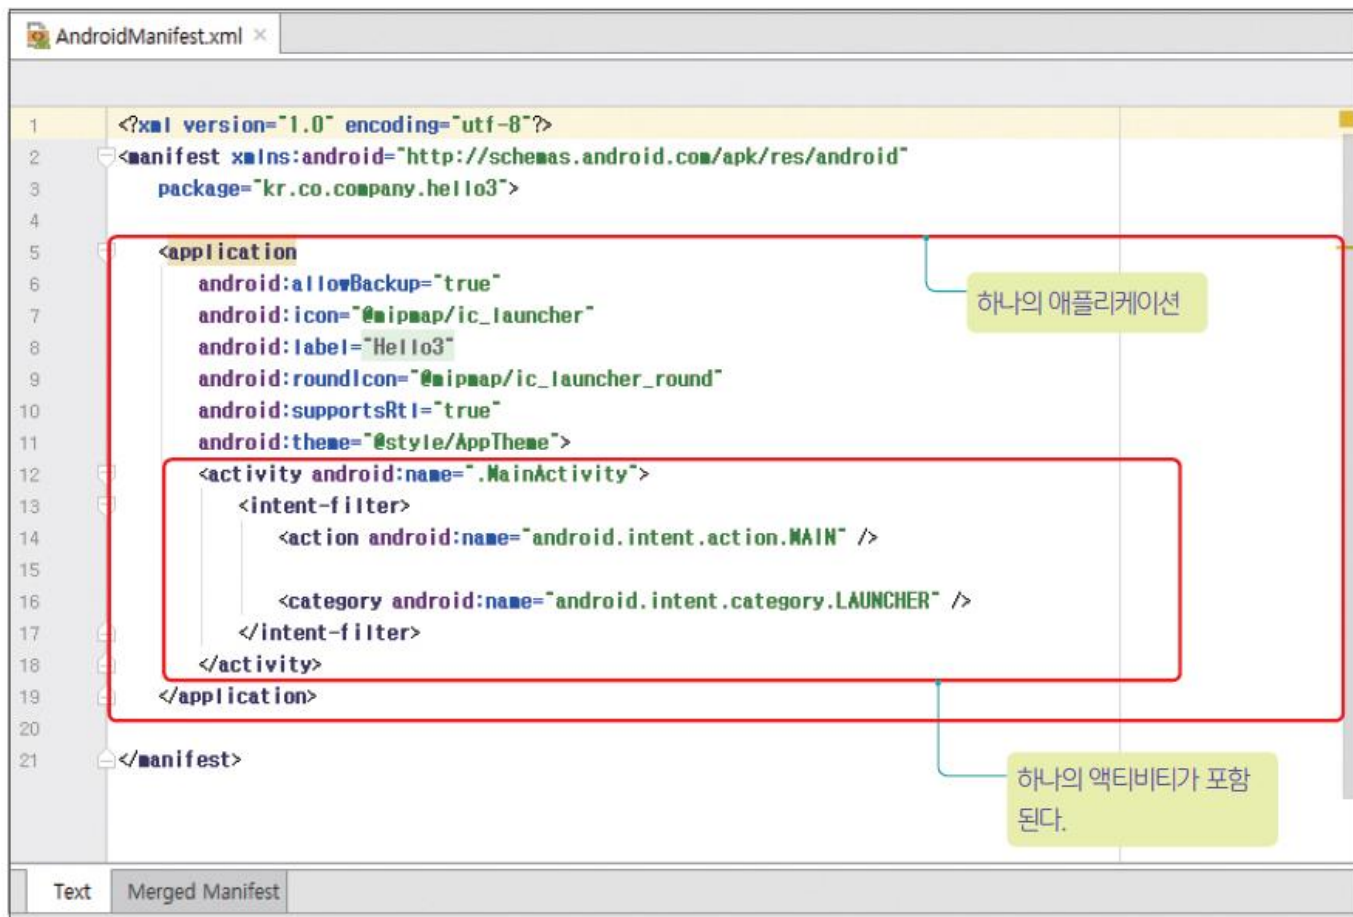 AndroidManifest.xml ×
1 <?xml version="1.0" encoding="utf-8"?>
2 <manifest xmlns:android="http://schemas.android.com/apk/res/android"
3 package="kr.co.company.hello3">
4
5 <application
6 android:allowBackup="true"
하나의 애플리케이션
7 android:icon="@mipmap/ic_launcher"
8 android:label="Hello3"
9 android:roundIcon="@mipmap/ic_launcher_round"
10 android:supportsRtl="true"
11 android:theme="@style/AppTheme">
12 <activity android:name=".MainActivity">
13 <intent-filter>
14 <action android:name="android.intent.action.MAIN" />
15
16 <category android:name="android.intent.category.LAUNCHER" />
17 </intent-filter>
18 </activity>
19 </application>
20
21 </manifest>
하나의 액티비티가 포함
된다.
Text Merged Manifest